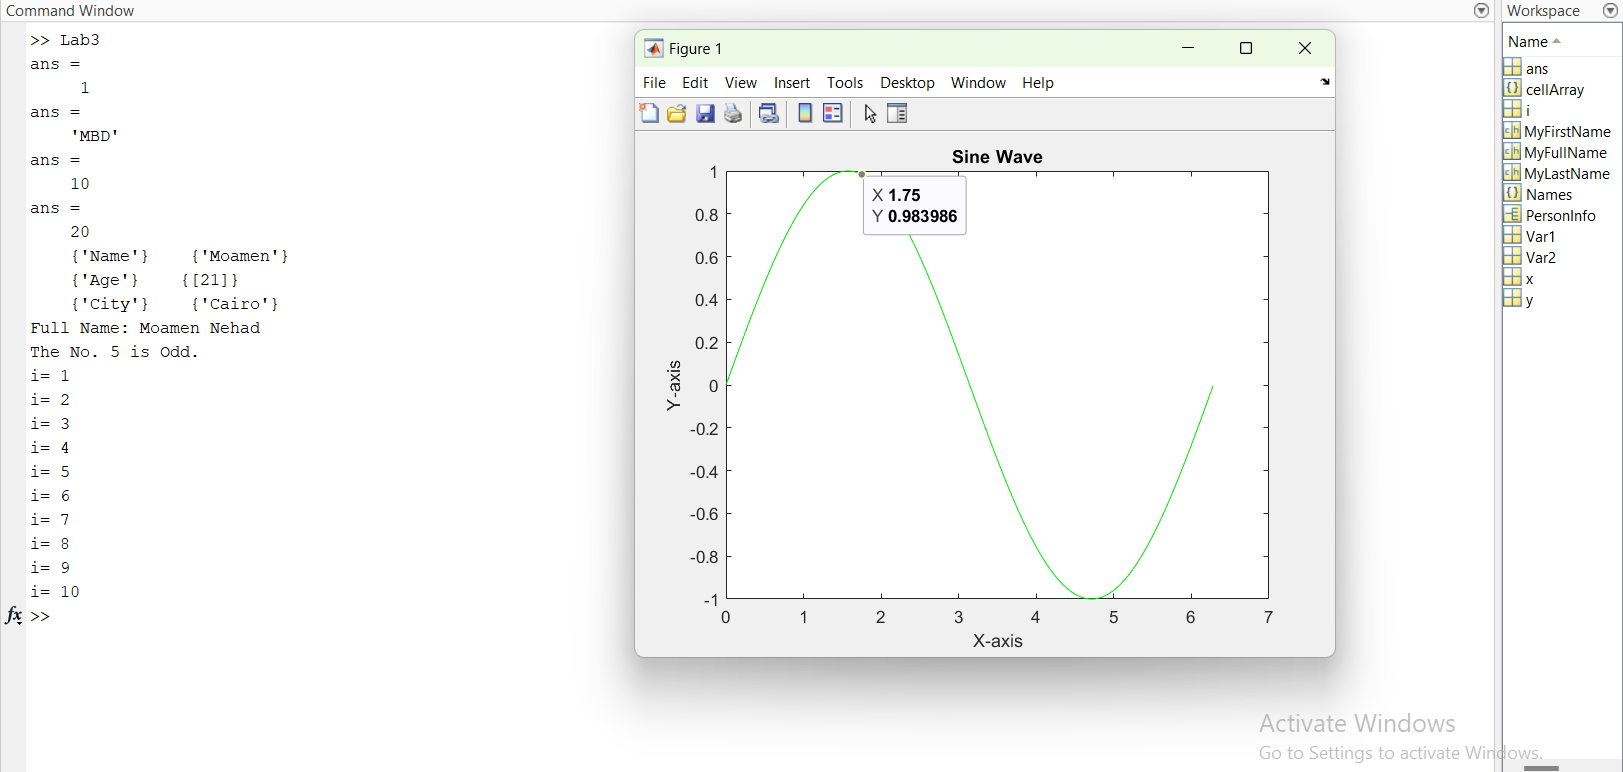 Command Window
>> Lab3
ans =
1
ans =
'MBD'
ans =
10
ans =
20
{'Name'} {'Moamen'}
{'Age'} {[21]}
{'City'} {'Cairo'}
Full Name: Moamen Nehad
The No. 5 is Odd.
i= 1
i= 2
i= 3
i= 4
i= 5
i= 6
i= 7
i= 8
i= 9
i= 10
fx >>
Figure 1
File Edit View Insert Tools Desktop Window Help
Sine Wave
X 1.75
Y 0.983986
1
0.8
0.6
0.4
0.2
0
-0.2
-0.4
-0.6
-0.8
-1
Y-axis
0 1 2 3 4 5 6 7
X-axis
Workspace
Name
ans
cellArray
i
MyFirstName
MyFullName
MyLastName
Names
PersonInfo
Var1
Var2
x
y
Activate Windows
Go to Settings to activate Windows.